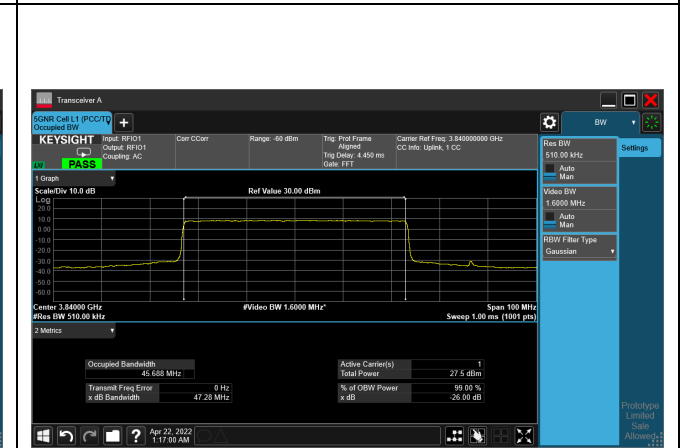 Transceiver A
5GNR Cell L1 (PCC/TD
Occupied BW
BW
KEYSIGHT
LXI
PASS
Input: RFIO1
Output: RFIO1
Coupling: AC
Corr CCorr
Range: -60 dBm
Trig: Prot Frame
Aligned
Trig Delay: 4.450 ms
Gate: FFT
Carrier Ref Freq: 3.840000000 GHz
CC Info: Uplink, 1 CC
Res BW
510.00 kHz
Auto
Man
Video BW
1.6000 MHz
Auto
Man
RBW Filter Type
Gaussian
Settings
1 Graph
Scale/Div 10.0 dB
Ref Value 30.00 dBm
Log
20.0
10.0
0.00
-10.0
-20.0
-30.0
-40.0
-50.0
-60.0
Center 3.84000 GHz
#Video BW 1.6000 MHz*
Span 100 MHz
#Res BW 510.00 kHz
Sweep 1.00 ms (1001 pts)
2 Metrics
Occupied Bandwidth
45.688 MHz
Active Carrier(s) 1
Total Power 27.5 dBm
Transmit Freq Error 0 Hz
x dB Bandwidth 47.28 MHz
% of OBW Power 99.00 %
x dB -26.00 dB
Prototype
Limited
Sale
Allowed
?
Apr 22, 2022
1:17:00 AM